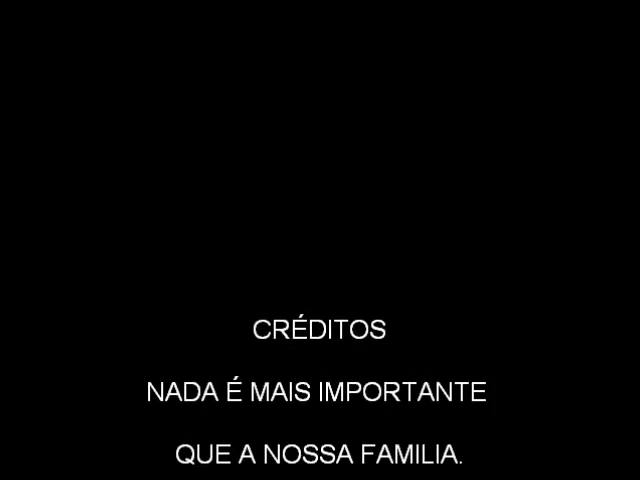 CRÉDITOS
NADA É MAIS IMPORTANTE
QUE A NOSSA FAMILIA.